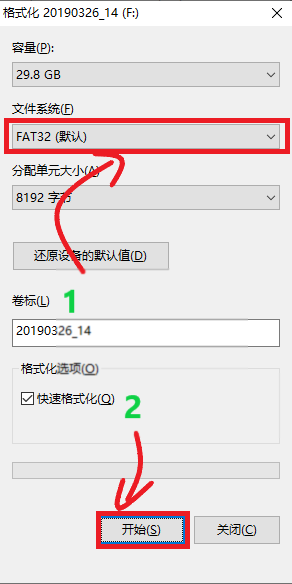 格式化 20190326_14 (F:)
容量(P):
29.8 GB
文件系统(F)
FAT32 (默认)
分配单元大小(A)
8192 字节
还原设备的默认值(D)
1
卷标(L)
20190326_14
格式化选项(O)
快速格式化(Q)
2
开始(S)
关闭(C)